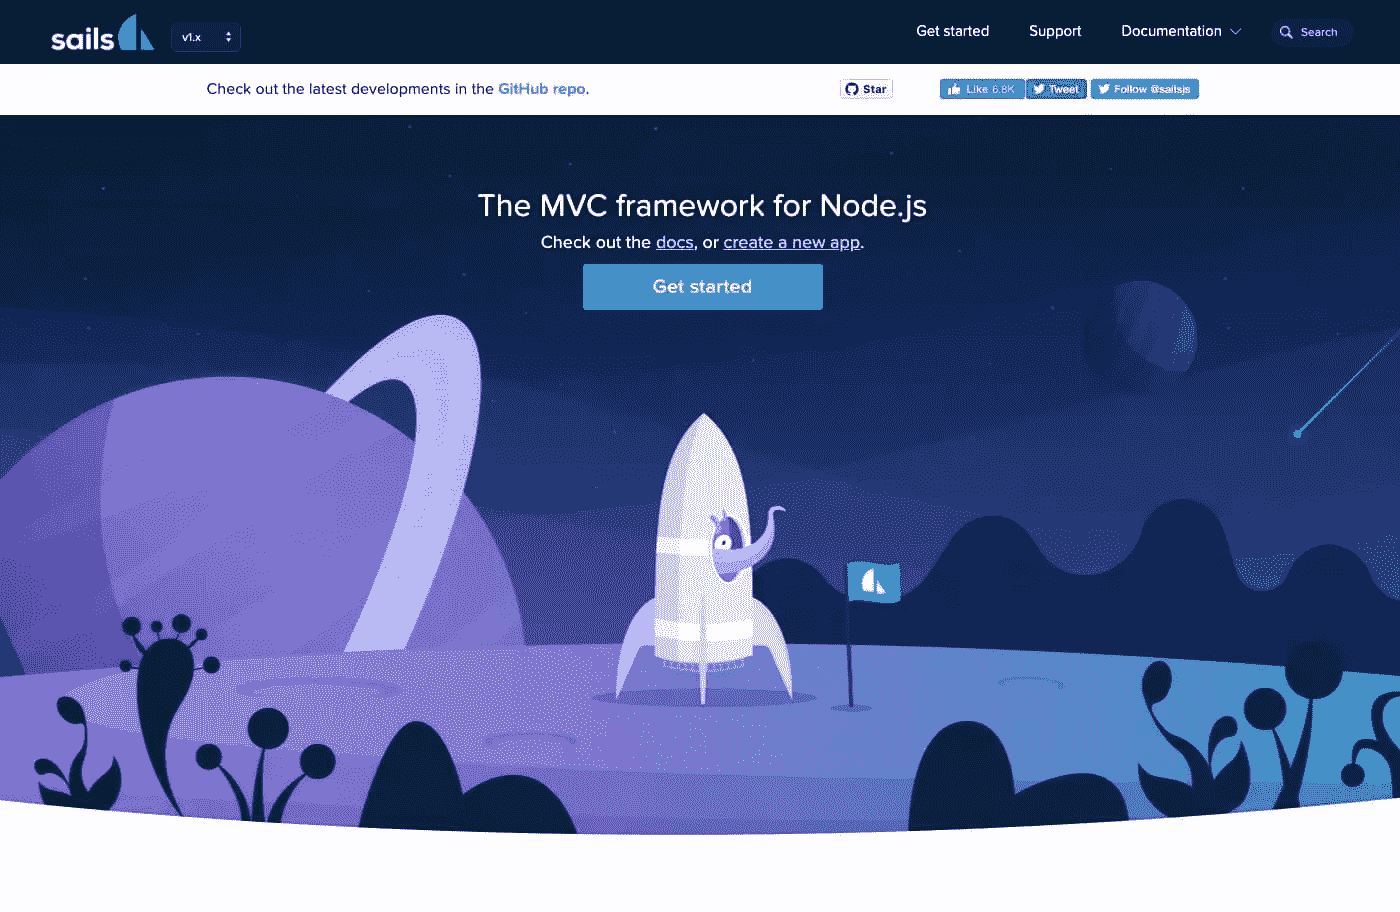 sails
v1.x
Get started
Support
Documentation
Search
Check out the latest developments in the GitHub repo.
Star
Like 6.8K
Tweet
Follow @sailsjs
The MVC framework for Node.js
Check out the docs, or create a new app.
Get started